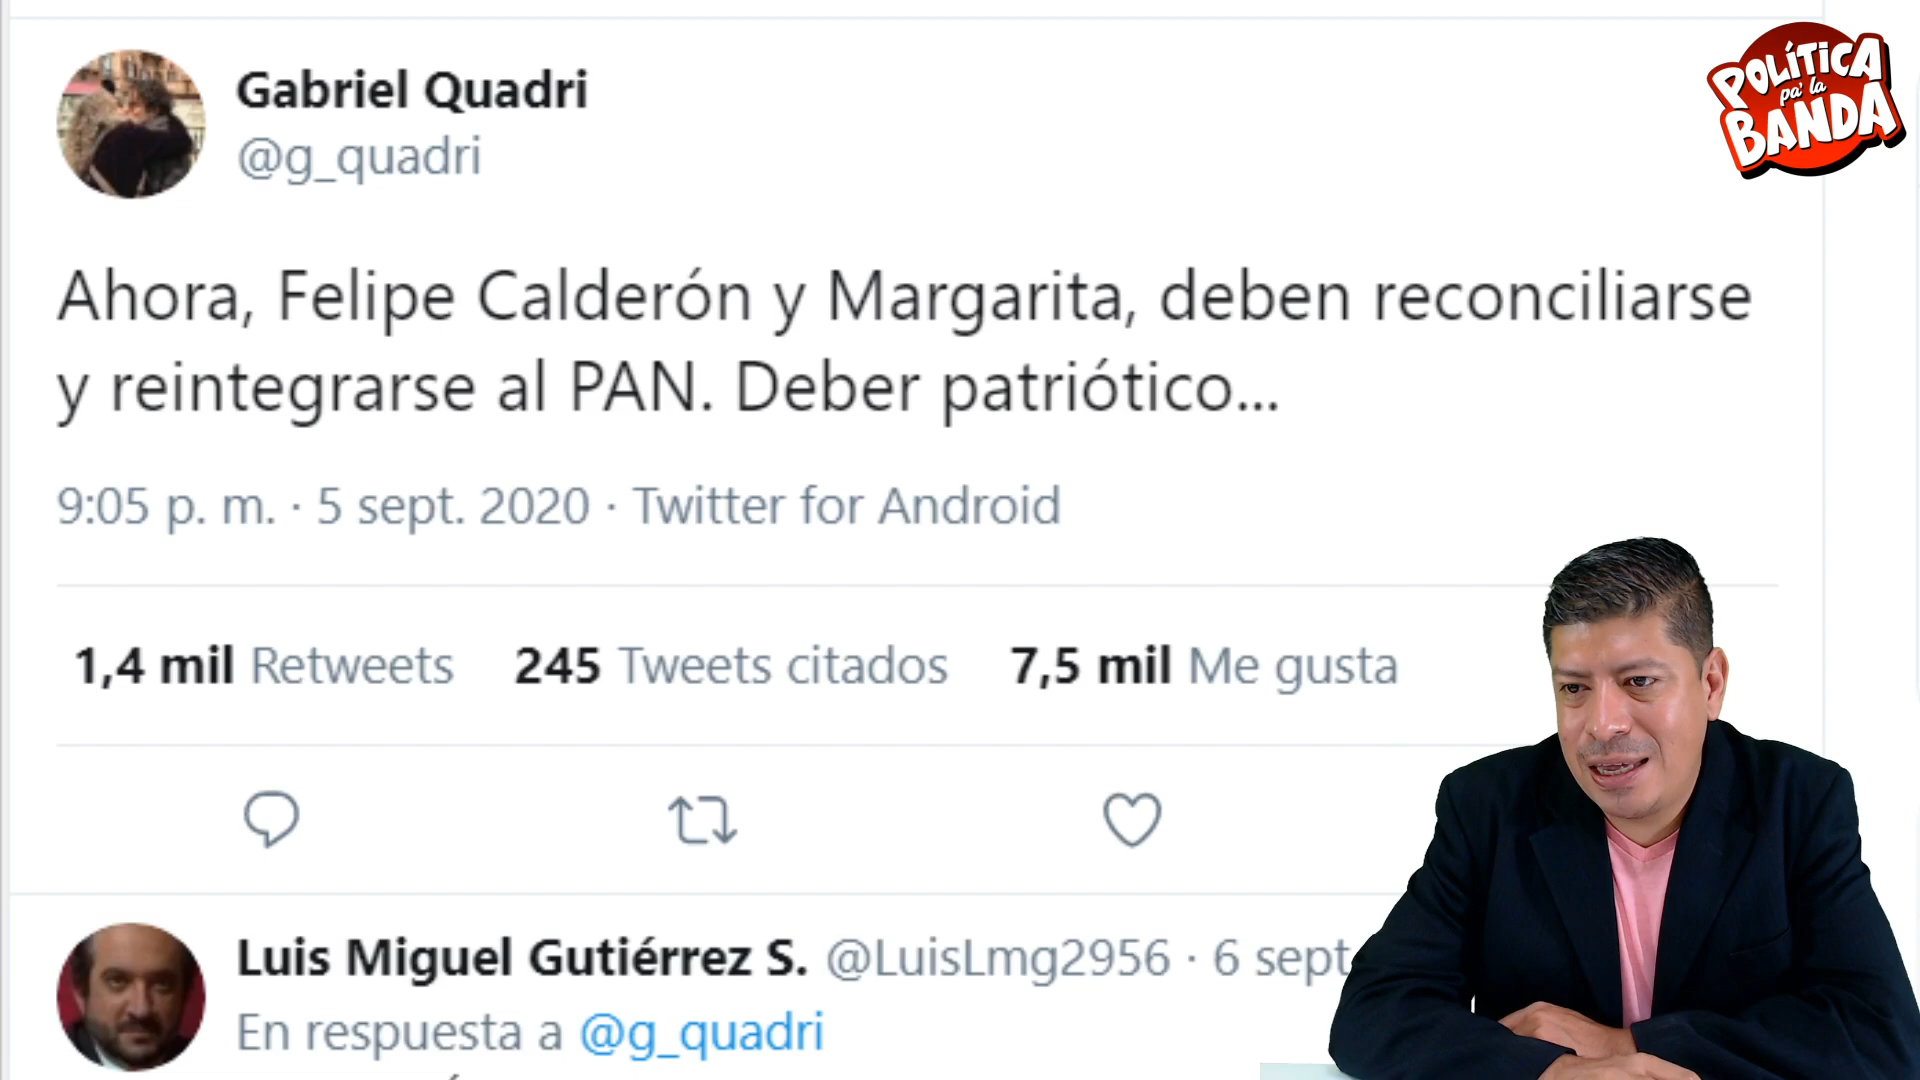 Gabriel Quadri
@g_quadri
POLÍTICA
pa' la
BANDA
Ahora, Felipe Calderón y Margarita, deben reconciliarse
y reintegrarse al PAN. Deber patriótico...
9:05 p. m. · 5 sept. 2020 · Twitter for Android
1,4 mil Retweets 245 Tweets citados 7,5 mil Me gusta
Luis Miguel Gutiérrez S. @LuisLmg2956 · 6 sept
En respuesta a @g_quadri